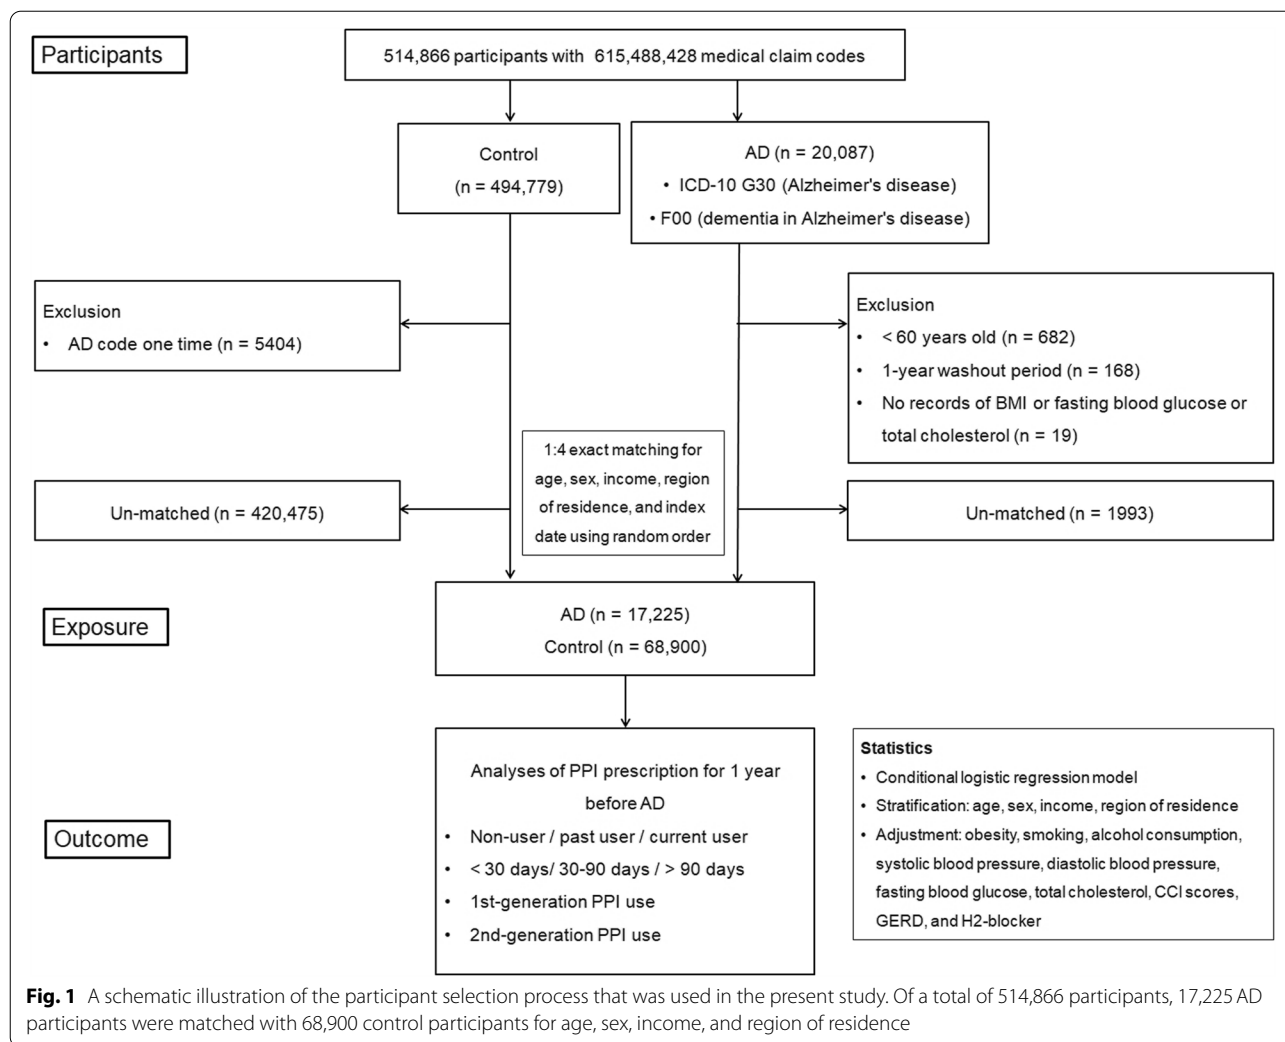 Participants
514,866 participants with 615,488,428 medical claim codes
Control
(n = 494,779)
AD (n = 20,087)
• ICD-10 G30 (Alzheimer's disease)
• F00 (dementia in Alzheimer's disease)
Exclusion
• AD code one time (n = 5404)
Exclusion
• < 60 years old (n = 682)
• 1-year washout period (n = 168)
• No records of BMI or fasting blood glucose or
total cholesterol (n = 19)
1:4 exact matching for
age, sex, income, region
of residence, and index
date using random order
Un-matched (n = 420,475)
Un-matched (n = 1993)
Exposure
AD (n = 17,225)
Control (n = 68,900)
Outcome
Analyses of PPI prescription for 1 year
before AD
• Non-user / past user / current user
• < 30 days/ 30-90 days / > 90 days
• 1st-generation PPI use
• 2nd-generation PPI use
Statistics
• Conditional logistic regression model
• Stratification: age, sex, income, region of residence
• Adjustment: obesity, smoking, alcohol consumption,
systolic blood pressure, diastolic blood pressure,
fasting blood glucose, total cholesterol, CCI scores,
GERD, and H2-blocker
Fig. 1 A schematic illustration of the participant selection process that was used in the present study. Of a total of 514,866 participants, 17,225 AD
participants were matched with 68,900 control participants for age, sex, income, and region of residence